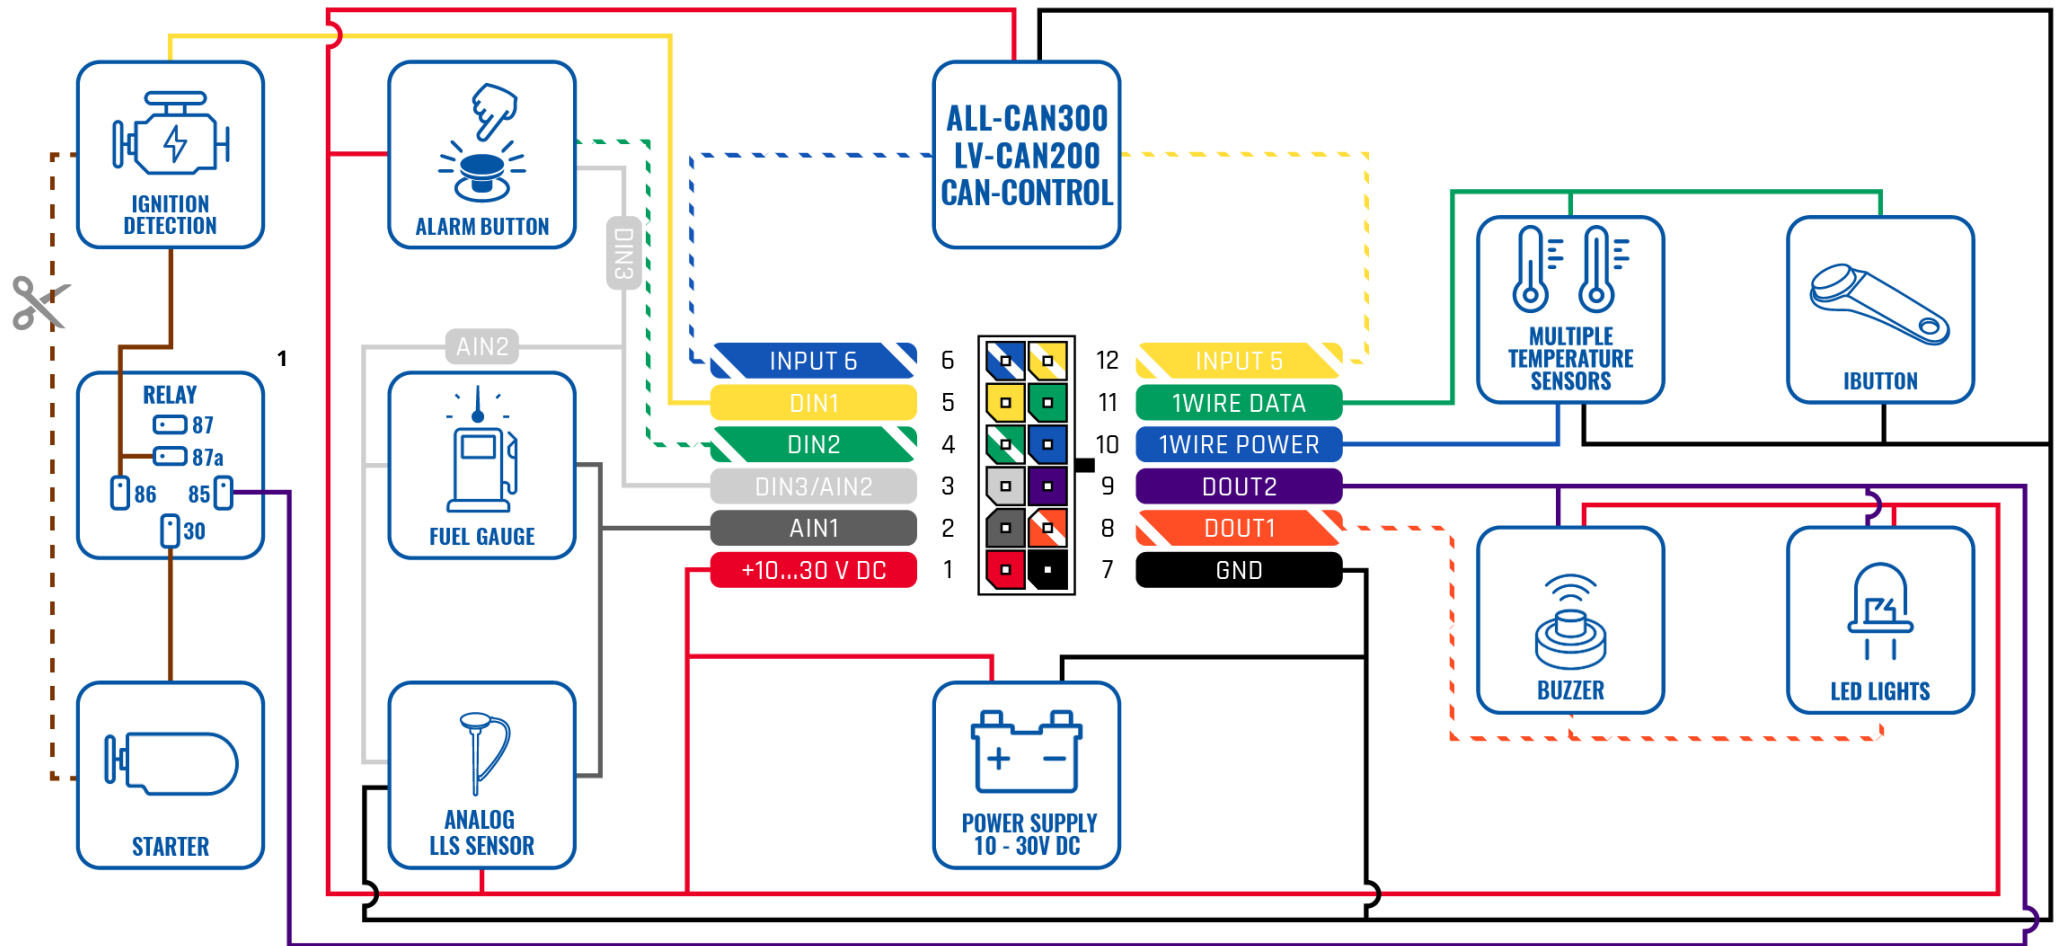 IGNITION
DETECTION
ALARM BUTTON
ALL-CAN300
LV-CAN200
CAN-CONTROL
DIN3
AIN2
1
RELAY
87
87a
86
85
30
FUEL GAUGE
INPUT 6
6
12
INPUT 5
DIN1
5
11
1WIRE DATA
DIN2
4
10
1WIRE POWER
DIN3/AIN2
3
9
DOUT2
AIN1
2
8
DOUT1
+10...30 V DC
1
7
GND
MULTIPLE
TEMPERATURE
SENSORS
IBUTTON
STARTER
ANALOG
LLS SENSOR
POWER SUPPLY
10 - 30V DC
BUZZER
LED LIGHTS